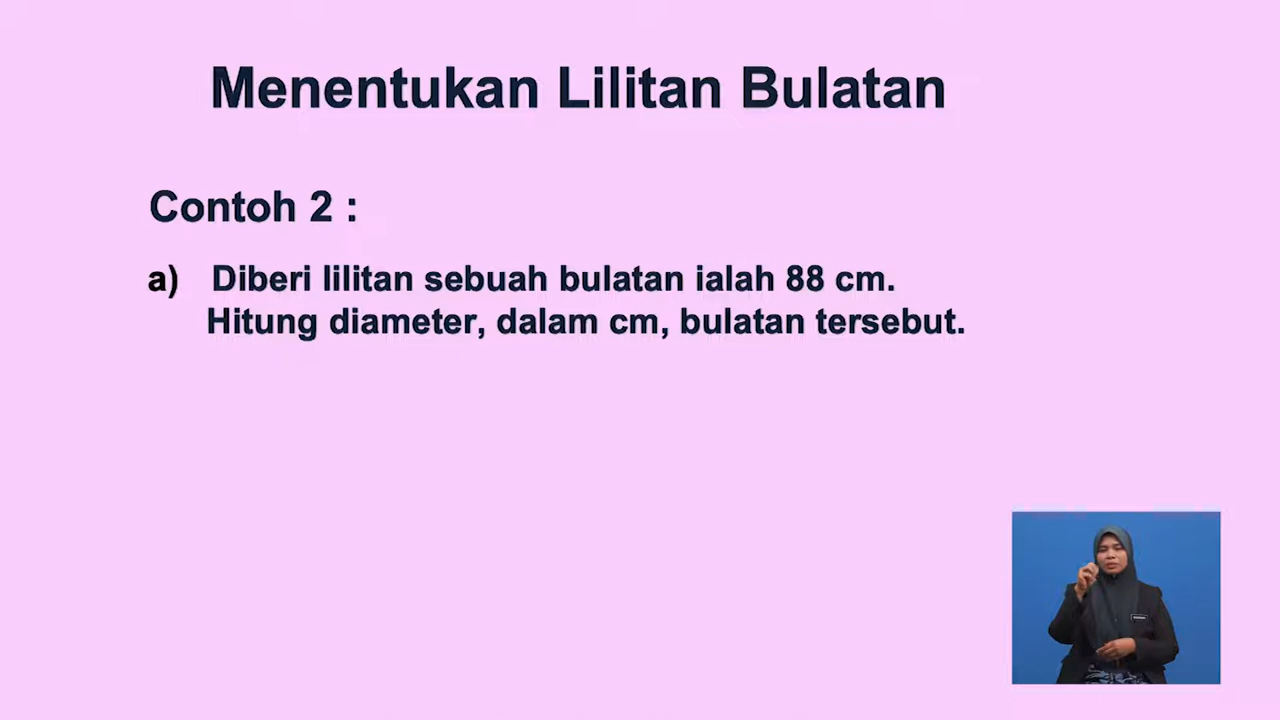 Menentukan Lilitan Bulatan
Contoh 2 :
a) Diberi lilitan sebuah bulatan ialah 88 cm.
Hitung diameter, dalam cm, bulatan tersebut.